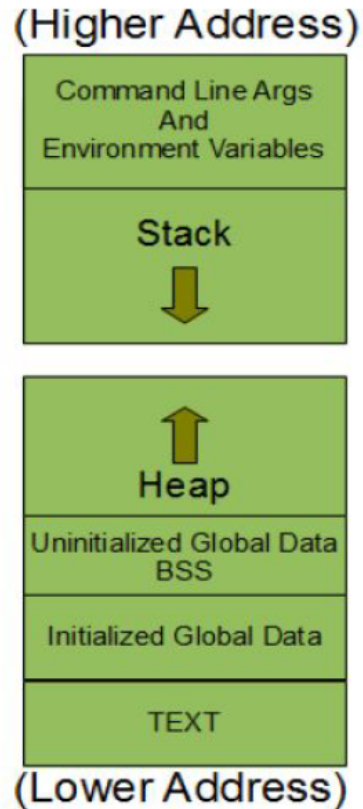 (Higher Address)
Command Line Args
And
Environment Variables
Stack
Heap
Uninitialized Global Data
BSS
Initialized Global Data
TEXT
(Lower Address)